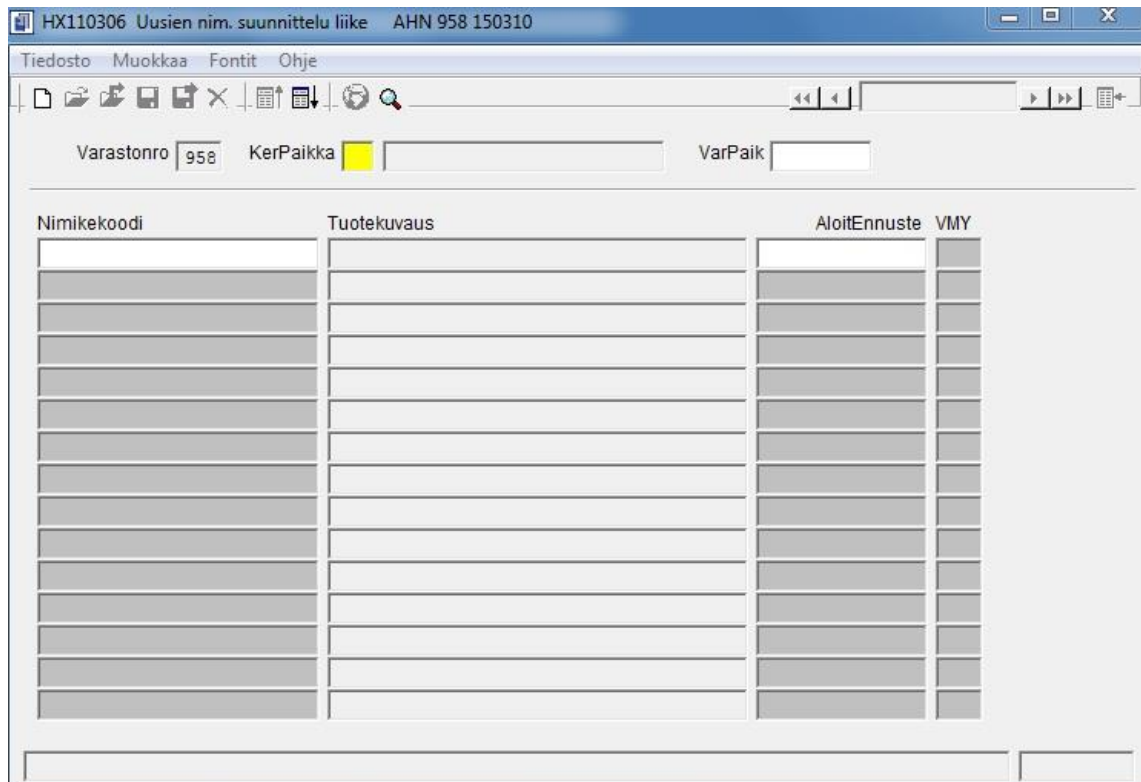 HX110306 Uusien nim. suunnittelu liike AHN 958 150310
Tiedosto Muokkaa Fontit Ohje
Varastonro 958 KerPaikka VarPaik
Nimikekoodi Tuotekuvaus AloitEnnuste VMY